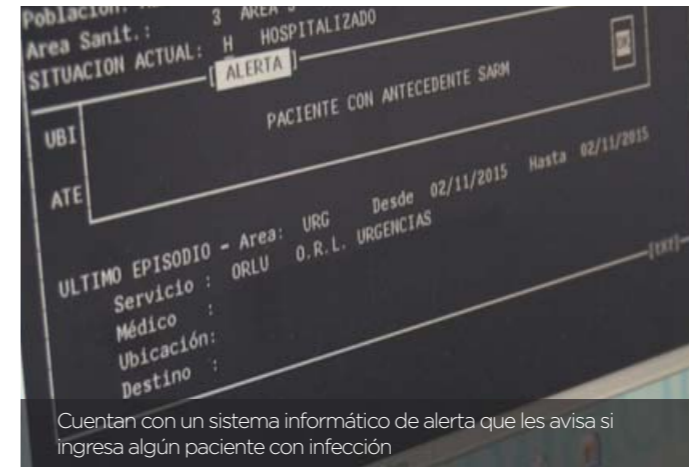 Población:
Area Sanit.: 3 AREA
SITUACION ACTUAL: H HOSPITALIZADO
[ ALERTA ]
PACIENTE CON ANTECEDENTE SARM
UBI
ATE
ULTIMO EPISODIO - Area: URG Desde 02/11/2015 Hasta 02/11/2015
Servicio : ORLU O.R.L. URGENCIAS
Médico :
Ubicación:
Destino :
Cuentan con un sistema informático de alerta que les avisa si
ingresa algún paciente con infección